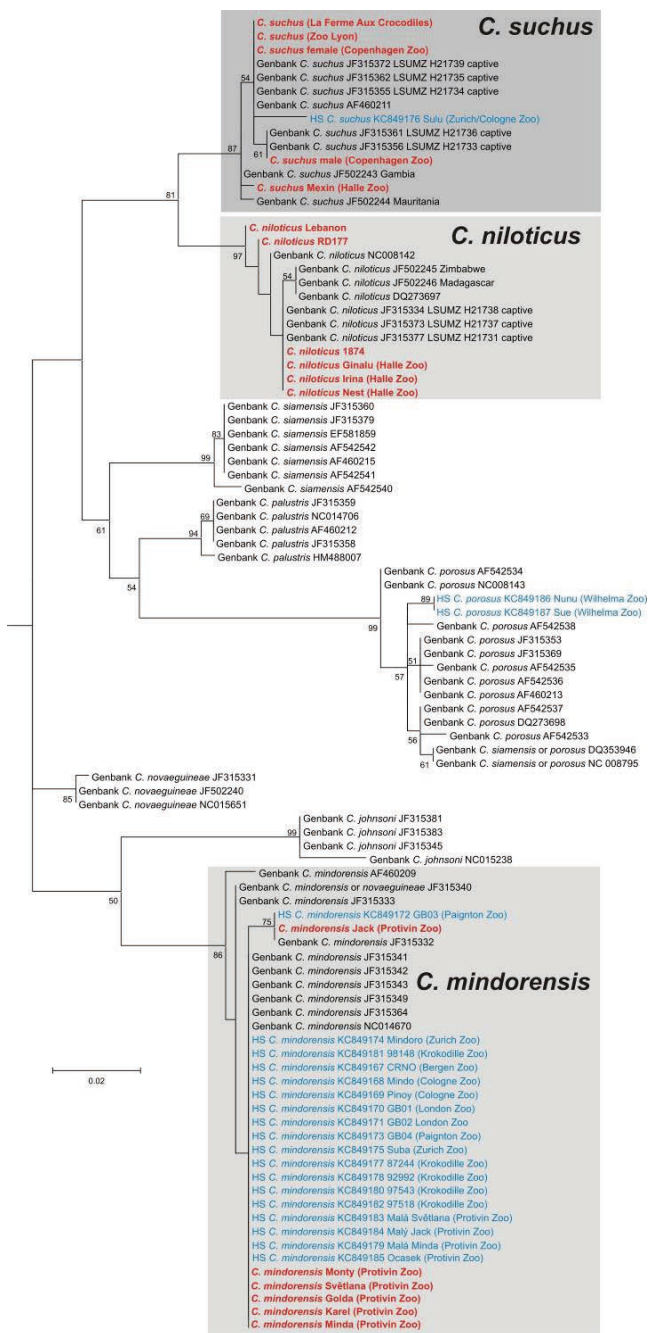 C. suchus
C. suchus (La Ferme Aux Crocodiles)
C. suchus (Zoo Lyon)
C. suchus female (Copenhagen Zoo)
Genbank C. suchus JF315372 LSUMZ H21739 captive
54
Genbank C. suchus JF315362 LSUMZ H21735 captive
Genbank C. suchus JF315355 LSUMZ H21734 captive
Genbank C. suchus AF460211
HS C. suchus KC849176 Sulu (Zurich/Cologne Zoo)
Genbank C. suchus JF315361 LSUMZ H21736 captive
87
Genbank C. suchus JF315356 LSUMZ H21733 captive
61
C. suchus male (Copenhagen Zoo)
Genbank C. suchus JF502243 Gambia
C. suchus Mexin (Halle Zoo)
81
Genbank C. suchus JF502244 Mauritania
C. niloticus
C. niloticus Lebanon
C. niloticus RD177
97
Genbank C. niloticus NC008142
54
Genbank C. niloticus JF502245 Zimbabwe
Genbank C. niloticus JF502246 Madagascar
Genbank C. niloticus DQ273697
Genbank C. niloticus JF315334 LSUMZ H21738 captive
Genbank C. niloticus JF315373 LSUMZ H21737 captive
Genbank C. niloticus JF315377 LSUMZ H21731 captive
C. niloticus 1874
C. niloticus Ginalu (Halle Zoo)
C. niloticus Irina (Halle Zoo)
C. niloticus Nest (Halle Zoo)
Genbank C. siamensis JF315360
Genbank C. siamensis JF315379
83
Genbank C. siamensis EF581859
Genbank C. siamensis AF542542
99
Genbank C. siamensis AF460215
Genbank C. siamensis AF542541
Genbank C. siamensis AF542540
Genbank C. palustris JF315359
69
Genbank C. palustris NC014706
61
94
Genbank C. palustris AF460212
Genbank C. palustris JF315358
Genbank C. palustris HM488007
54
Genbank C. porosus AF542534
Genbank C. porosus NC008143
89
HS C. porosus KC849186 Nunu (Wilhelma Zoo)
HS C. porosus KC849187 Sue (Wilhelma Zoo)
99
Genbank C. porosus AF542538
Genbank C. porosus JF315353
51
Genbank C. porosus JF315369
57
Genbank C. porosus AF542535
Genbank C. porosus AF542536
Genbank C. porosus AF460213
Genbank C. porosus AF542537
Genbank C. porosus DQ273698
56
Genbank C. porosus AF542533
Genbank C. siamensis or porosus DQ353946
61
Genbank C. siamensis or porosus NC 008795
Genbank C. novaeguineae JF315331
Genbank C. novaeguineae JF502240
85
Genbank C. novaeguineae NC015651
Genbank C. johnsoni JF315381
99
Genbank C. johnsoni JF315383
Genbank C. johnsoni JF315345
Genbank C. johnsoni NC015238
50
Genbank C. mindorensis AF460209
Genbank C. mindorensis or novaeguineae JF315340
Genbank C. mindorensis JF315333
75
HS C. mindorensis KC849172 GB03 (Paignton Zoo)
C. mindorensis Jack (Protivin Zoo)
86
Genbank C. mindorensis JF315332
Genbank C. mindorensis JF315341
Genbank C. mindorensis JF315342
C. mindorensis
Genbank C. mindorensis JF315343
Genbank C. mindorensis JF315349
Genbank C. mindorensis JF315364
Genbank C. mindorensis NC014670
HS C. mindorensis KC849174 Mindoro (Zurich Zoo)
HS C. mindorensis KC849181 98148 (Krokodille Zoo)
0.02
HS C. mindorensis KC849167 CRNO (Bergen Zoo)
HS C. mindorensis KC849168 Mindo (Cologne Zoo)
HS C. mindorensis KC849169 Pinoy (Cologne Zoo)
HS C. mindorensis KC849170 GB01 (London Zoo)
HS C. mindorensis KC849171 GB02 London Zoo
HS C. mindorensis KC849173 GB04 (Paignton Zoo)
HS C. mindorensis KC849175 Suba (Zurich Zoo)
HS C. mindorensis KC849177 87244 (Krokodille Zoo)
HS C. mindorensis KC849178 92992 (Krokodille Zoo)
HS C. mindorensis KC849180 97543 (Krokodille Zoo)
HS C. mindorensis KC849182 97518 (Krokodille Zoo)
HS C. mindorensis KC849183 Malá Světlana (Protivin Zoo)
HS C. mindorensis KC849184 Malý Jack (Protivin Zoo)
HS C. mindorensis KC849179 Malá Minda (Protivin Zoo)
HS C. mindorensis KC849185 Ocasek (Protivin Zoo)
C. mindorensis Monty (Protivin Zoo)
C. mindorensis Světlana (Protivin Zoo)
C. mindorensis Golda (Protivin Zoo)
C. mindorensis Karel (Protivin Zoo)
C. mindorensis Minda (Protivin Zoo)